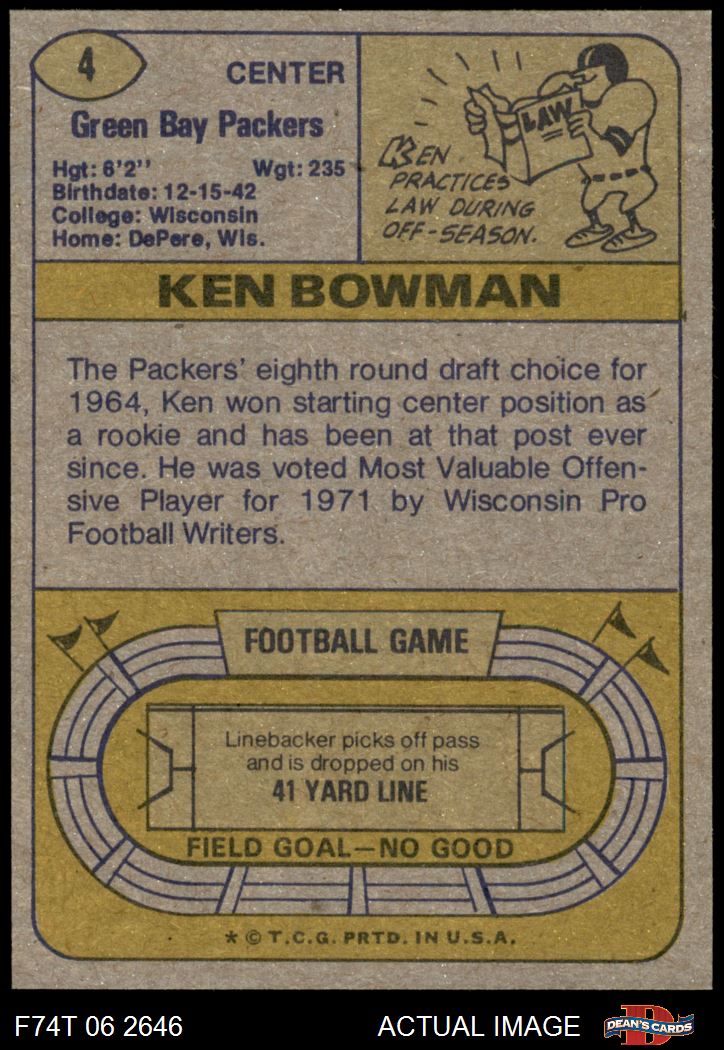 4
CENTER
Green Bay Packers
Hgt: 6'2" Wgt: 235
Birthdate: 12-15-42
College: Wisconsin
Home: DePere, Wis.
LAW
KEN
PRACTICES
LAW DURING
OFF-SEASON.
KEN BOWMAN
The Packers' eighth round draft choice for
1964, Ken won starting center position as
a rookie and has been at that post ever
since. He was voted Most Valuable Offen-
sive Player for 1971 by Wisconsin Pro
Football Writers.
FOOTBALL GAME
Linebacker picks off pass
and is dropped on his
41 YARD LINE
FIELD GOAL—NO GOOD
* © T.C.G. PRTD. IN U.S.A.
F74T 06 2646 ACTUAL IMAGE
D
DEAN'S CARDS